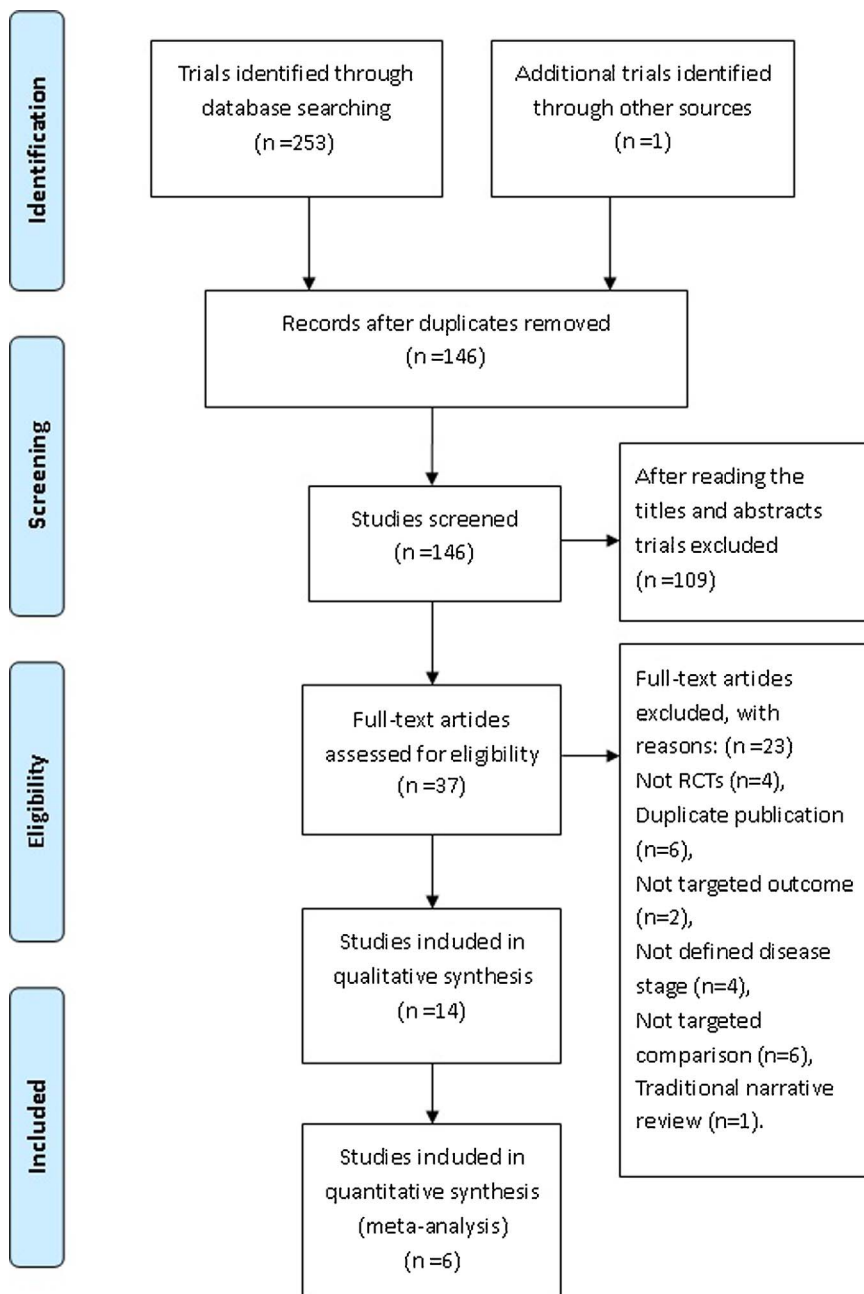 Identification
Trials identified through
database searching
(n =253)
Additional trials identified
through other sources
(n =1)
Records after duplicates removed
(n =146)
Screening
Studies screened
(n =146)
After reading the
titles and abstracts
trials excluded
(n =109)
Eligibility
Full-text articles
assessed for eligibility
(n =37)
Full-text articles
excluded, with
reasons: (n =23)
Not RCTs (n=4),
Duplicate publication
(n=6),
Not targeted outcome
(n=2),
Not defined disease
stage (n=4),
Not targeted
comparison (n=6),
Traditional narrative
review (n=1).
Studies included in
qualitative synthesis
(n =14)
Included
Studies included in
quantitative synthesis
(meta-analysis)
(n =6)